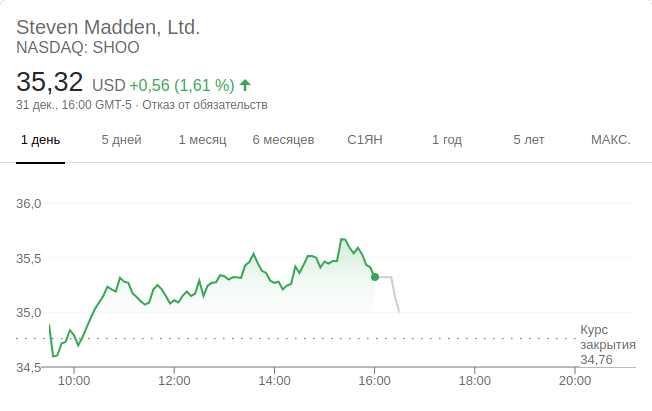 Steven Madden, Ltd.
NASDAQ: SHOO
35,32 USD +0,56 (1,61 %)
31 дек., 16:00 GMT-5 · Отказ от обязательств
1 день 5 дней 1 месяц 6 месяцев С1ЯН 1 год 5 лет МАКС.
36,0
35,5
35,0
34,5
Курс
закрытия
34,76
10:00 12:00 14:00 16:00 18:00 20:00